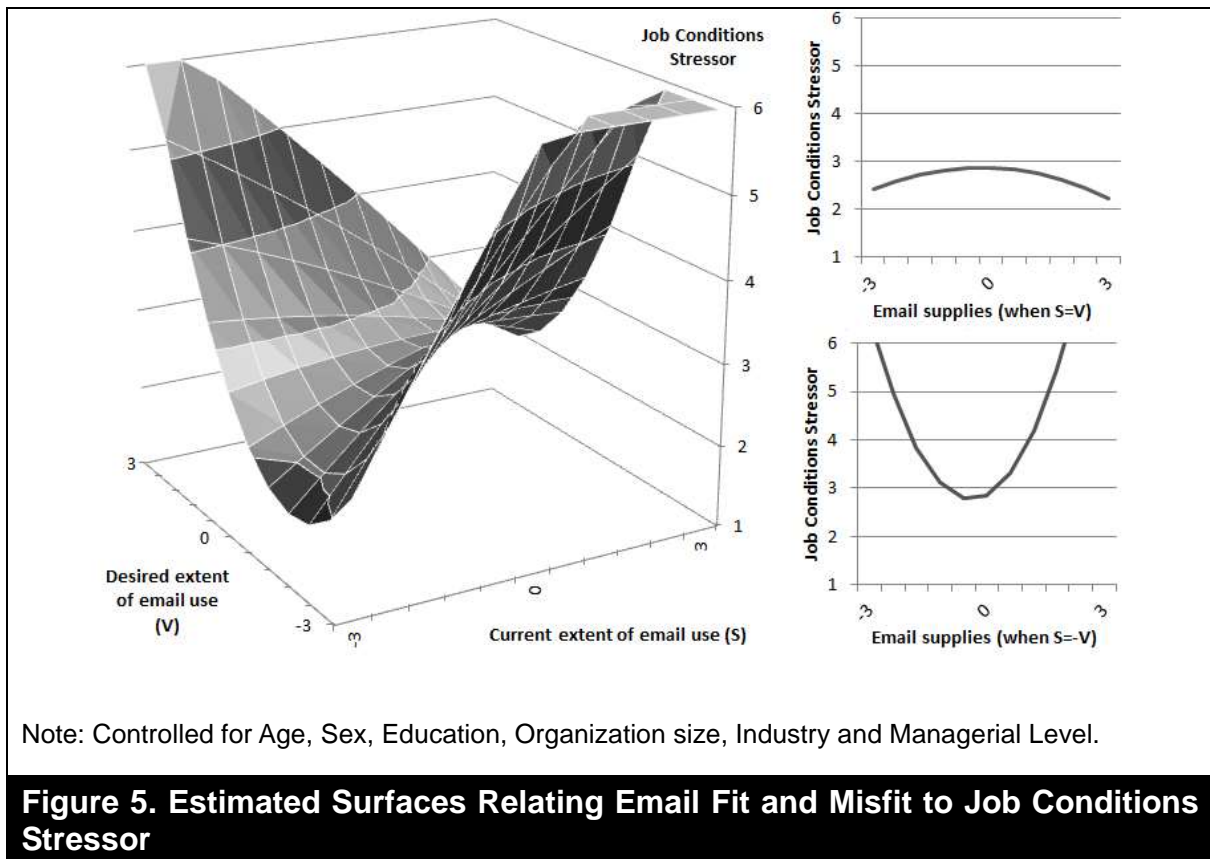 Job Conditions
Stressor
6
5
4
3
2
1
3
0
-3
Desired extent
of email use
(V)
-3
0
3
Current extent of email use (S)
Job Conditions Stressor
6
5
4
3
2
1
-3
0
3
Email supplies (when S=V)
Job Conditions Stressor
6
5
4
3
2
1
-3
0
3
Email supplies (when S=-V)
Note: Controlled for Age, Sex, Education, Organization size, Industry and Managerial Level.
Figure 5. Estimated Surfaces Relating Email Fit and Misfit to Job Conditions
Stressor